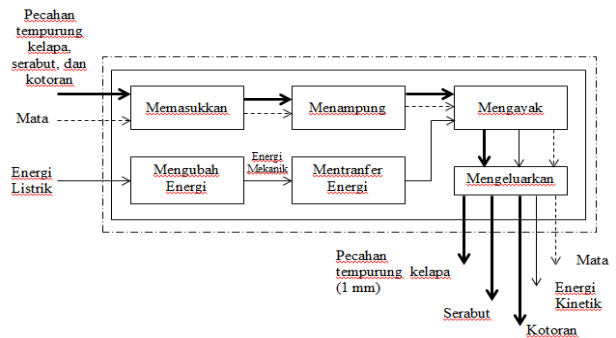 Pecahan
tempurung
kelapa,
serabut, dan
kotoran
Memasukkan
Menampung
Mengayak
Mata
Energi
Listrik
Mengubah
Energi
Energi
Mekanik
Mentranfer
Energi
Mengeluarkan
Pecahan
tempurung kelapa
(1 mm)
Serabut
Kotoran
Energi
Kinetik
Mata